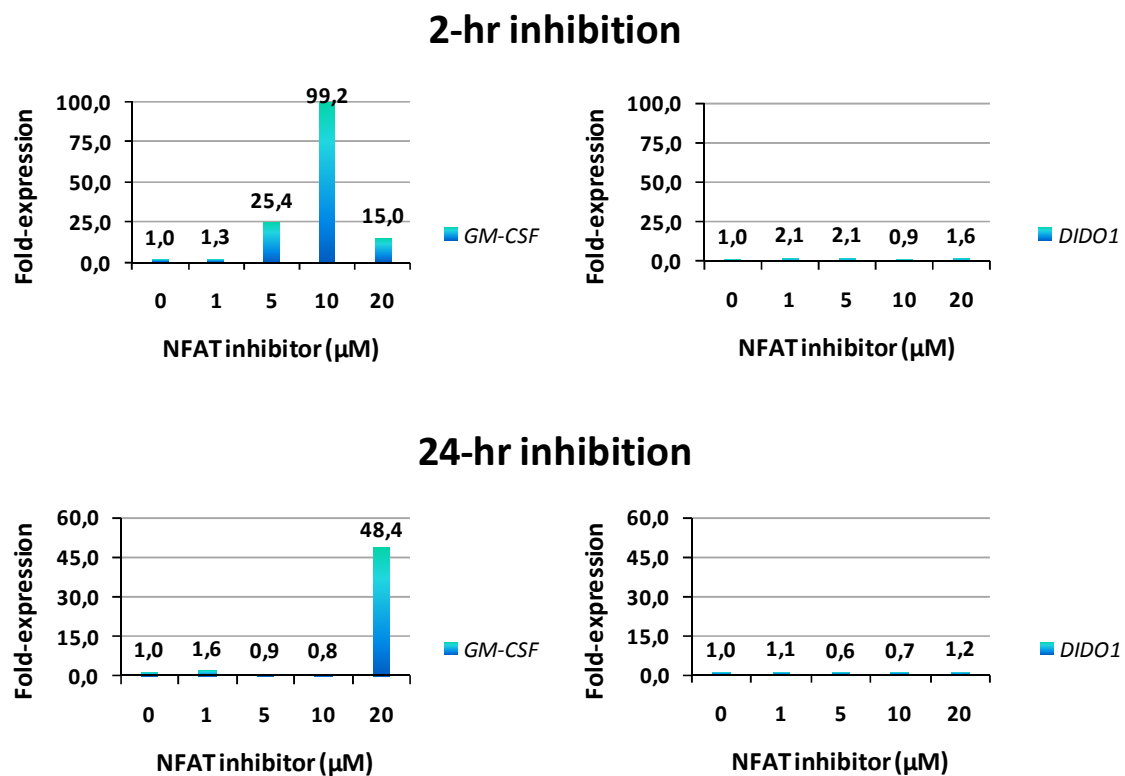 2-hr inhibition
Fold-expression
100,0
75,0
50,0
25,0
0,0
1,0
1,3
25,4
99,2
15,0
0 1 5 10 20
NFAT inhibitor (µM)
GM-CSF
Fold-expression
100,0
75,0
50,0
25,0
0,0
1,0
2,1
2,1
0,9
1,6
0 1 5 10 20
NFAT inhibitor (µM)
DIDO1
24-hr inhibition
Fold-expression
60,0
45,0
30,0
15,0
0,0
1,0
1,6
0,9
0,8
48,4
0 1 5 10 20
NFAT inhibitor (µM)
GM-CSF
Fold-expression
60,0
45,0
30,0
15,0
0,0
1,0
1,1
0,6
0,7
1,2
0 1 5 10 20
NFAT inhibitor (µM)
DIDO1